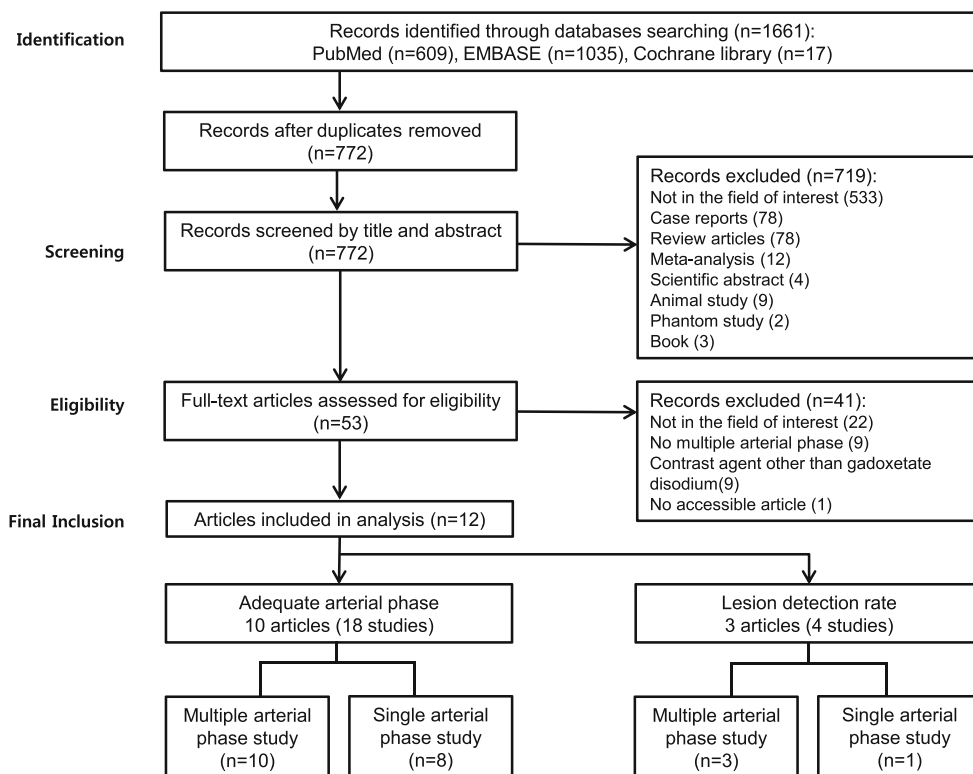 Identification
Records identified through databases searching (n=1661):
PubMed (n=609), EMBASE (n=1035), Cochrane library (n=17)
Records after duplicates removed
(n=772)
Screening
Records screened by title and abstract
(n=772)
Records excluded (n=719):
Not in the field of interest (533)
Case reports (78)
Review articles (78)
Meta-analysis (12)
Scientific abstract (4)
Animal study (9)
Phantom study (2)
Book (3)
Eligibility
Full-text articles assessed for eligibility
(n=53)
Records excluded (n=41):
Not in the field of interest (22)
No multiple arterial phase (9)
Contrast agent other than gadoxetate
disodium(9)
No accessible article (1)
Final Inclusion
Articles included in analysis (n=12)
Adequate arterial phase
10 articles (18 studies)
Lesion detection rate
3 articles (4 studies)
Multiple arterial
phase study
(n=10)
Single arterial
phase study
(n=8)
Multiple arterial
phase study
(n=3)
Single arterial
phase study
(n=1)